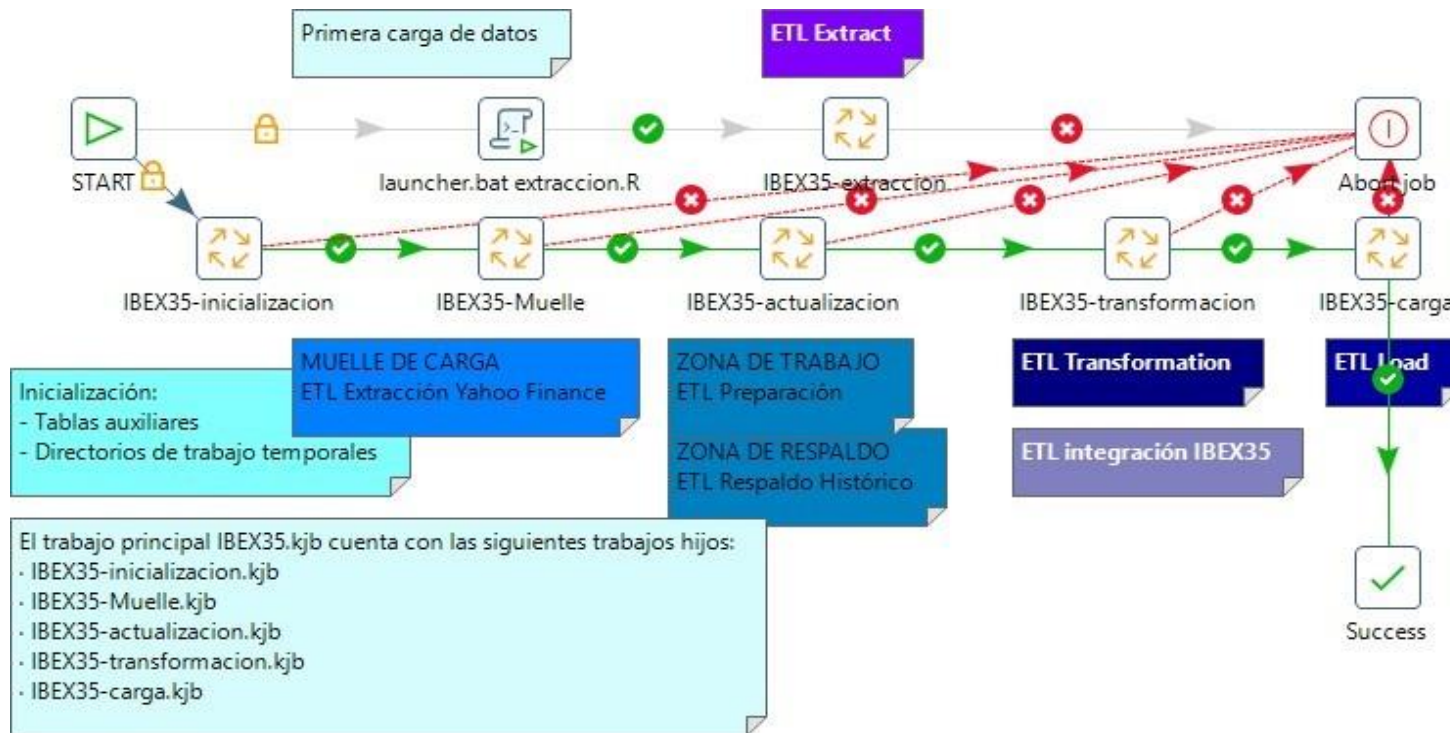 Primera carga de datos
ETL Extract
START
launcher.bat extraccion.R
IBEX35-extraccion
Abort job
IBEX35-inicializacion
IBEX35-Muelle
IBEX35-actualizacion
IBEX35-transformacion
IBEX35-carga
Inicialización:
- Tablas auxiliares
- Directorios de trabajo temporales
MUELLE DE CARGA
ETL Extracción Yahoo Finance
ZONA DE TRABAJO
ETL Preparación
ZONA DE RESPALDO
ETL Respaldo Histórico
ETL Transformation
ETL integración IBEX35
ETL Load
El trabajo principal IBEX35.kjb cuenta con las siguientes trabajos hijos:
· IBEX35-inicializacion.kjb
· IBEX35-Muelle.kjb
· IBEX35-actualizacion.kjb
· IBEX35-transformacion.kjb
· IBEX35-carga.kjb
Success